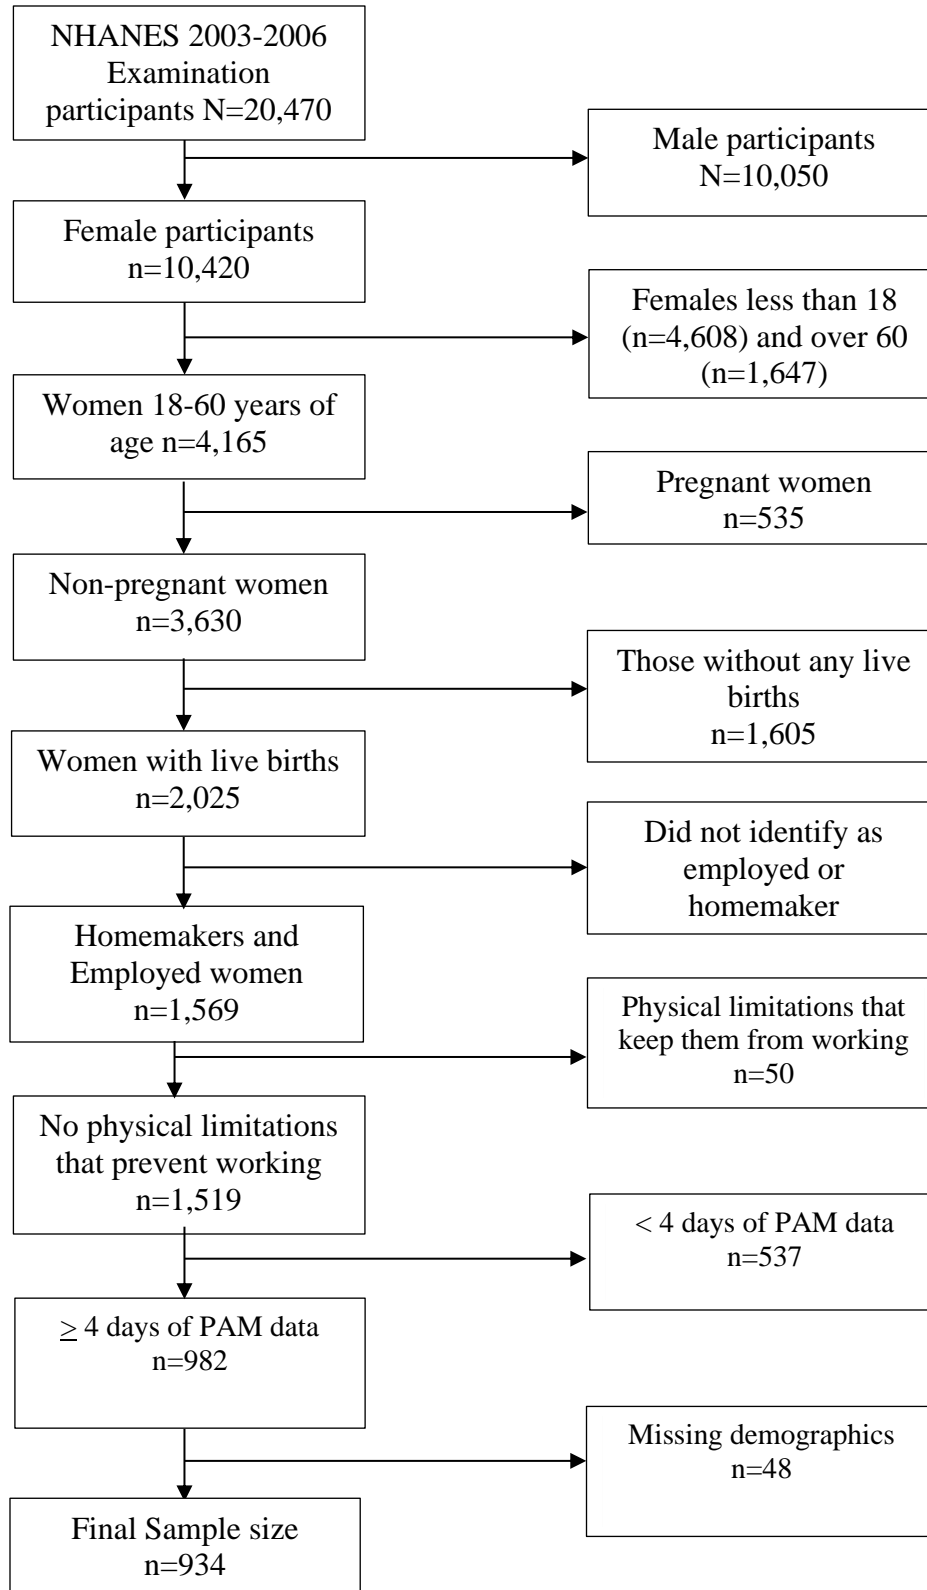 NHANES 2003-2006
Examination
participants N=20,470
Male participants
N=10,050
Female participants
n=10,420
Females less than 18
(n=4,608) and over 60
(n=1,647)
Women 18-60 years of
age n=4,165
Pregnant women
n=535
Non-pregnant women
n=3,630
Those without any live
births
n=1,605
Women with live births
n=2,025
Did not identify as
employed or
homemaker
Homemakers and
Employed women
n=1,569
Physical limitations that
keep them from working
n=50
No physical limitations
that prevent working
n=1,519
< 4 days of PAM data
n=537
≥ 4 days of PAM data
n=982
Missing demographics
n=48
Final Sample size
n=934